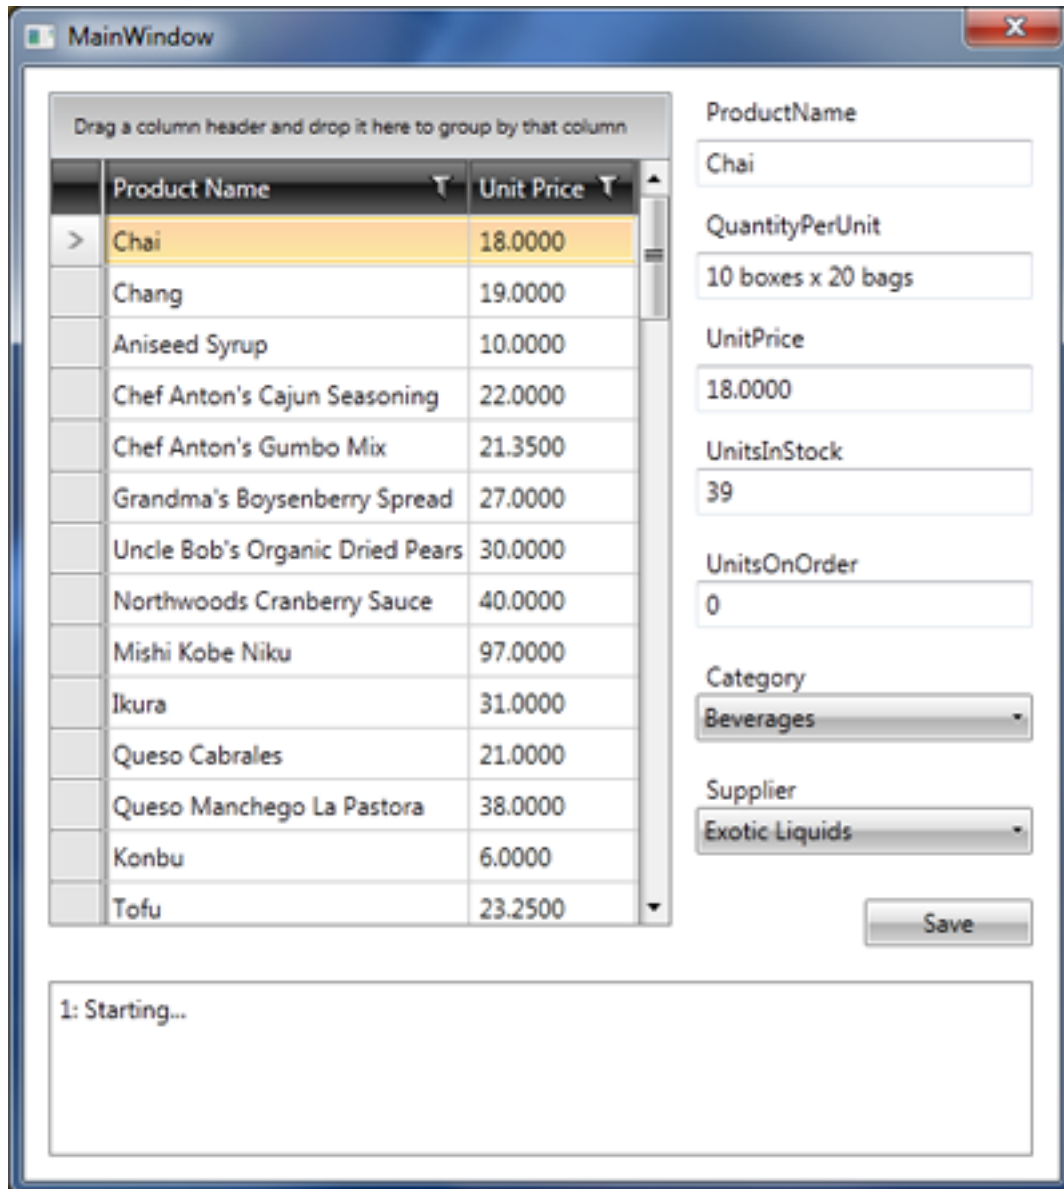 MainWindow
Drag a column header and drop it here to group by that column
Product Name Unit Price
Chai 18.0000
Chang 19.0000
Aniseed Syrup 10.0000
Chef Anton's Cajun Seasoning 22.0000
Chef Anton's Gumbo Mix 21.3500
Grandma's Boysenberry Spread 27.0000
Uncle Bob's Organic Dried Pears 30.0000
Northwoods Cranberry Sauce 40.0000
Mishi Kobe Niku 97.0000
Ikura 31.0000
Queso Cabrales 21.0000
Queso Manchego La Pastora 38.0000
Konbu 6.0000
Tofu 23.2500
ProductName
Chai
QuantityPerUnit
10 boxes x 20 bags
UnitPrice
18.0000
UnitsInStock
39
UnitsOnOrder
0
Category
Beverages
Supplier
Exotic Liquids
Save
1: Starting...